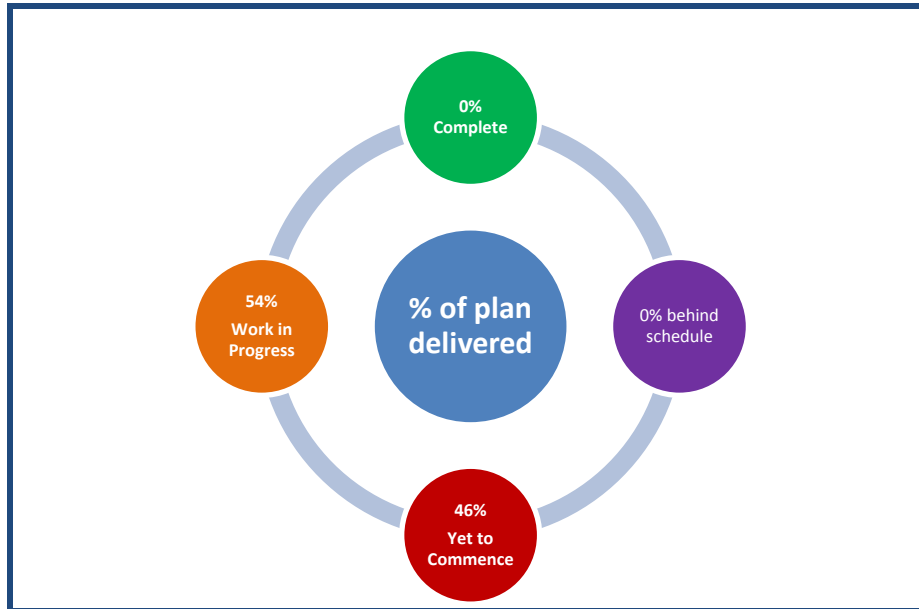 0%
Complete
54%
Work in
Progress
% of plan
delivered
0% behind
schedule
46%
Yet to
Commence